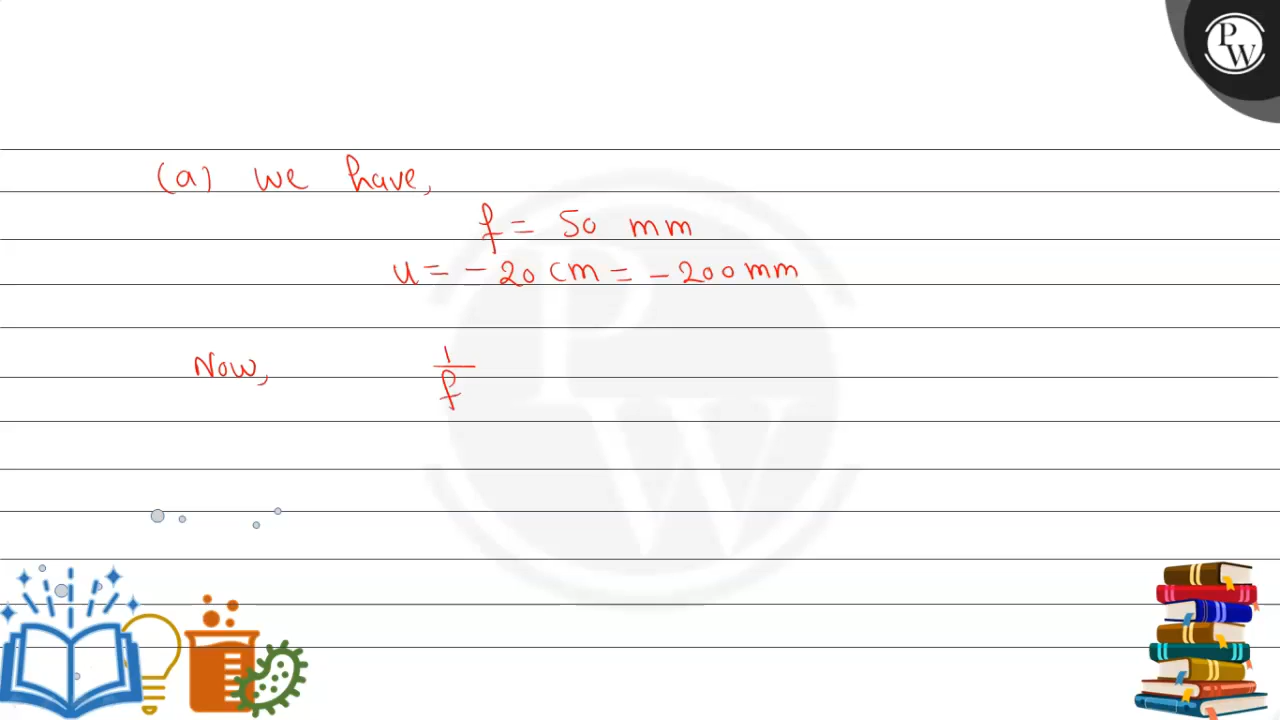 PW
(a) We have,
f = 50 mm
u = -20 cm = -200 mm
Now, 1/f